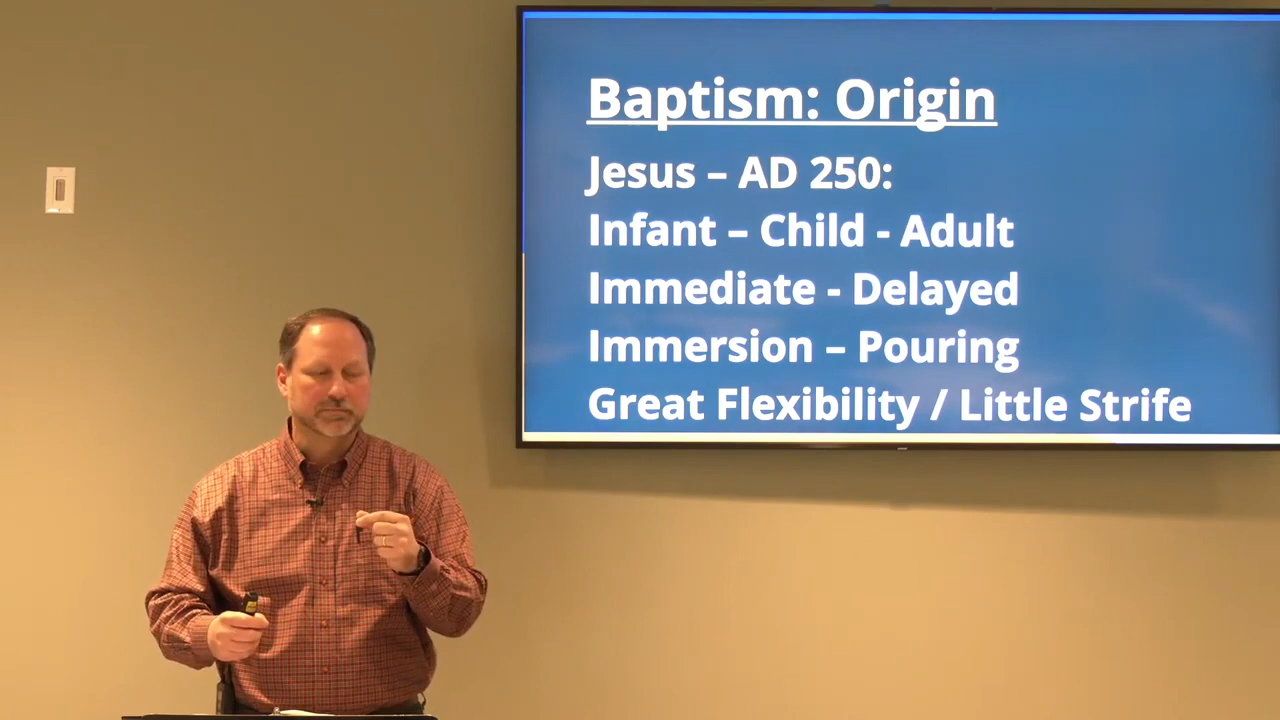 Baptism: Origin
Jesus – AD 250:
Infant – Child - Adult
Immediate - Delayed
Immersion – Pouring
Great Flexibility / Little Strife